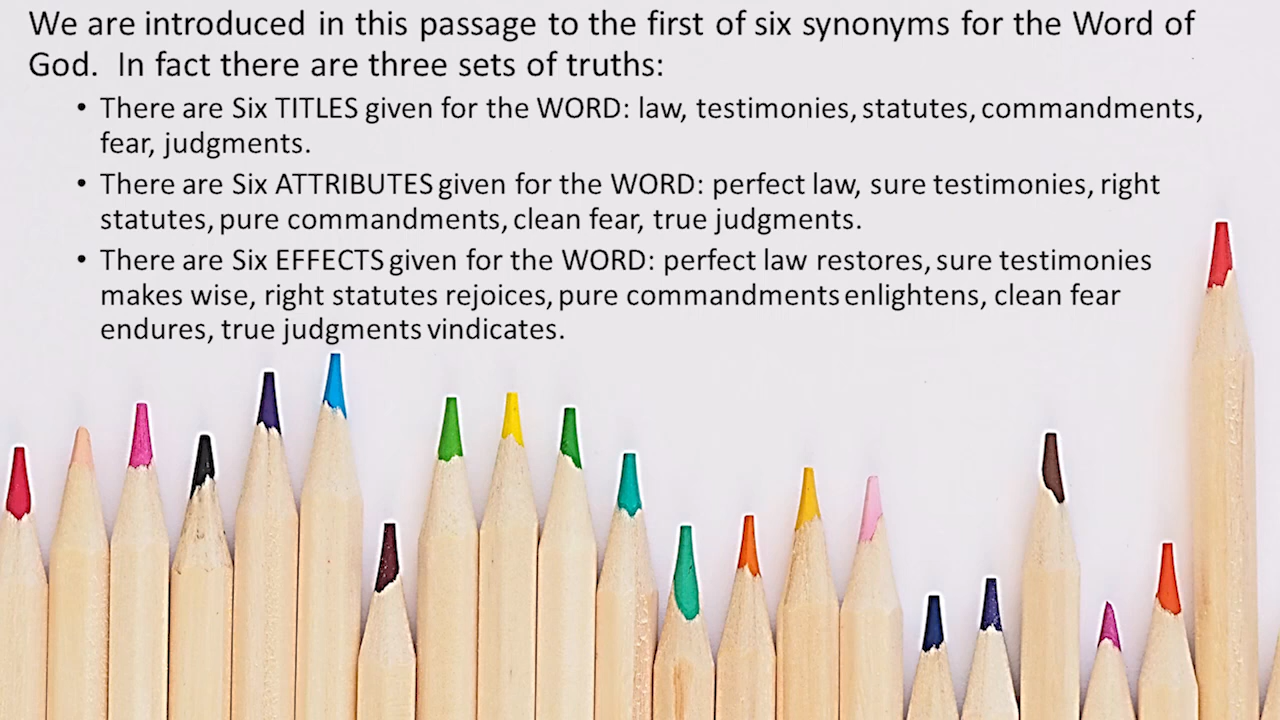 We are introduced in this passage to the first of six synonyms for the Word of
God.  In fact there are three sets of truths:
• There are Six TITLES given for the WORD: law, testimonies, statutes, commandments,
fear, judgments.
• There are Six ATTRIBUTES given for the WORD: perfect law, sure testimonies, right
statutes, pure commandments, clean fear, true judgments.
• There are Six EFFECTS given for the WORD: perfect law restores, sure testimonies
makes wise, right statutes rejoices, pure commandments enlightens, clean fear
endures, true judgments vindicates.